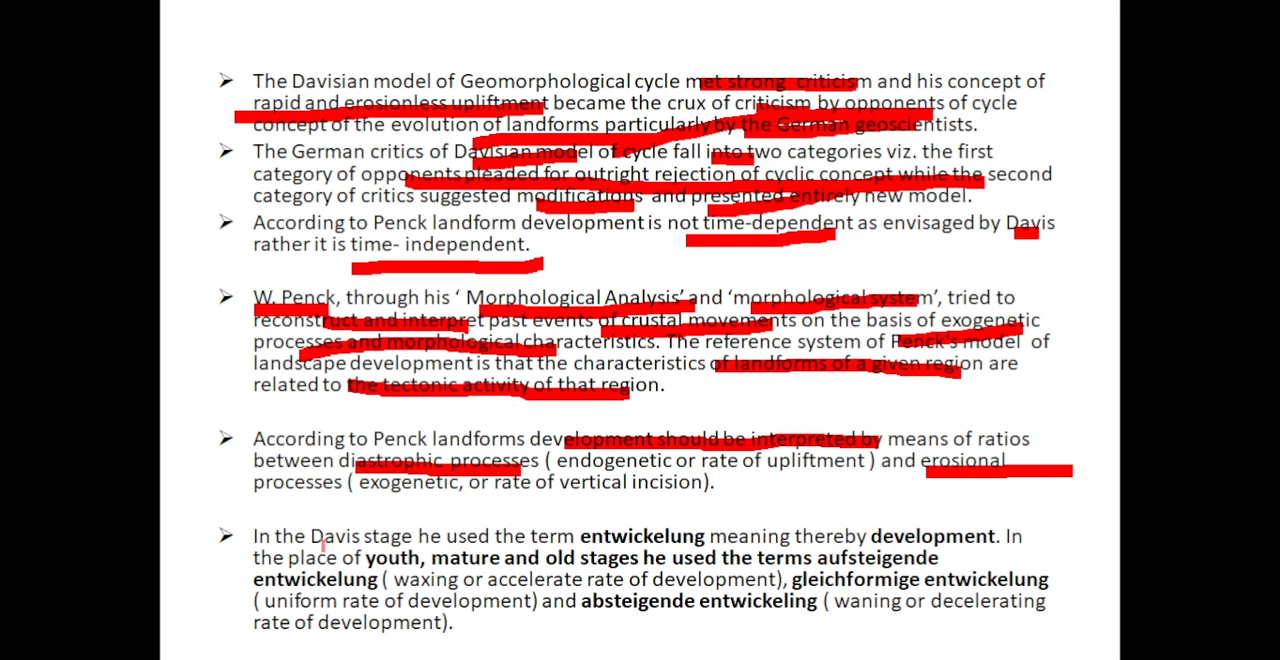 ➢ The Davisian model of Geomorphological cycle met strong criticism and his concept of
rapid and erosionless upliftment became the crux of criticism by opponents of cycle
concept of the evolution of landforms particularly by the German geoscientists.
➢ The German critics of Davisian model of cycle fall into two categories viz. the first
category of opponents pleaded for outright rejection of cyclic concept while the second
category of critics suggested modifications and presented entirely new model.
➢ According to Penck landform development is not time-dependent as envisaged by Davis
rather it is time- independent.
➢ W. Penck, through his ‘ Morphological Analysis’ and ‘morphological system’, tried to
reconstruct and interpret past events of crustal movements on the basis of exogenetic
processes and morphological characteristics. The reference system of Penck’s model of
landscape development is that the characteristics of landforms of a given region are
related to the tectonic activity of that region.
➢ According to Penck landforms development should be interpreted by means of ratios
between diastrophic processes ( endogenetic or rate of upliftment ) and erosional
processes ( exogenetic, or rate of vertical incision).
➢ In the Davis stage he used the term entwickelung meaning thereby development. In
the place of youth, mature and old stages he used the terms aufsteigende
entwickelung ( waxing or accelerate rate of development), gleichformige entwickelung
( uniform rate of development) and absteigende entwickeling ( waning or decelerating
rate of development).